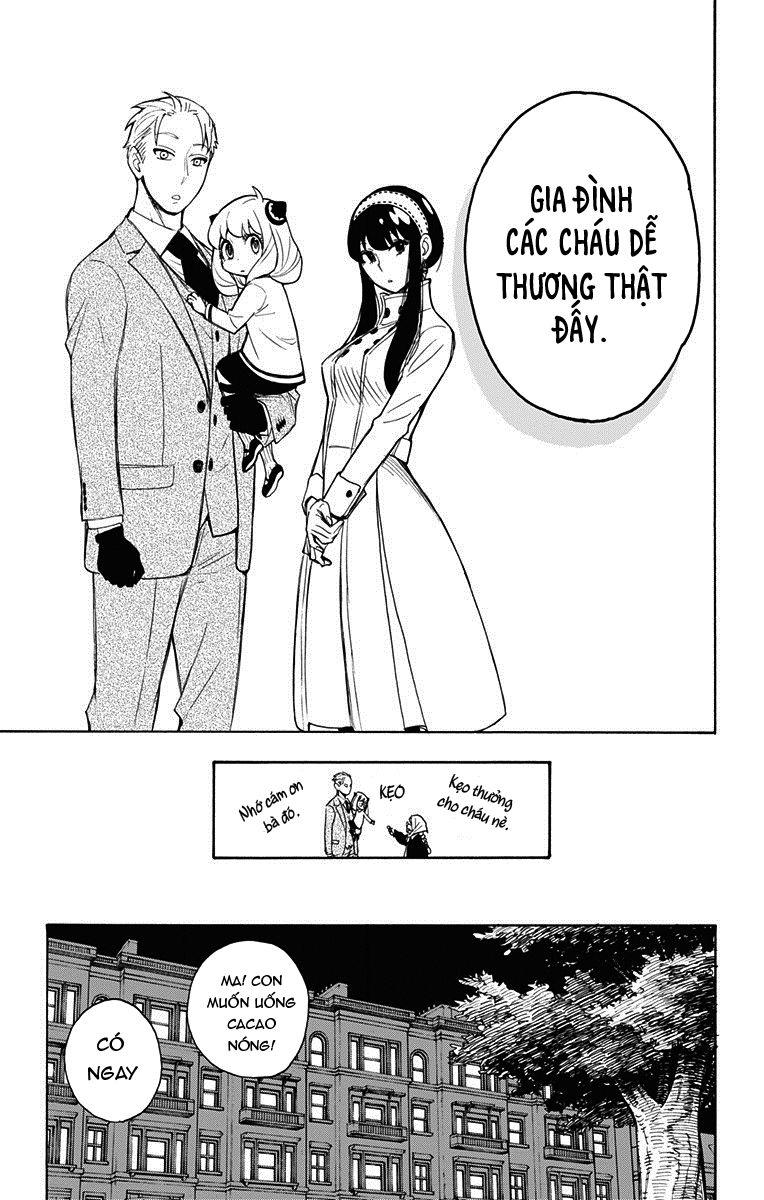 GIA ĐÌNH
CÁC CHÁU DỄ
THƯƠNG THẬT
ĐẤY.
Kẹo thưởng
cho cháu nè.
KẸO
Nhớ cám ơn
bà đó.
MA! CON
MUỐN UỐNG
CACAO
NÓNG!
CÓ
NGAY